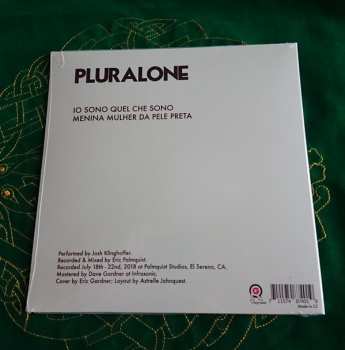 PLURALONE
IO SONO QUEL CHE SONO
MENINA MULHER DA PELE PRETA
Performed by Josh Klinghoffer.
Recorded & Mixed by Eric Palmquist.
Recorded July 18th - 22nd, 2018 at Palmquist Studios, El Sereno, CA.
Mastered by Dave Gardner at Infrasonic.
Cover by Eric Gardner; Layout by Astrelle Johnquest.